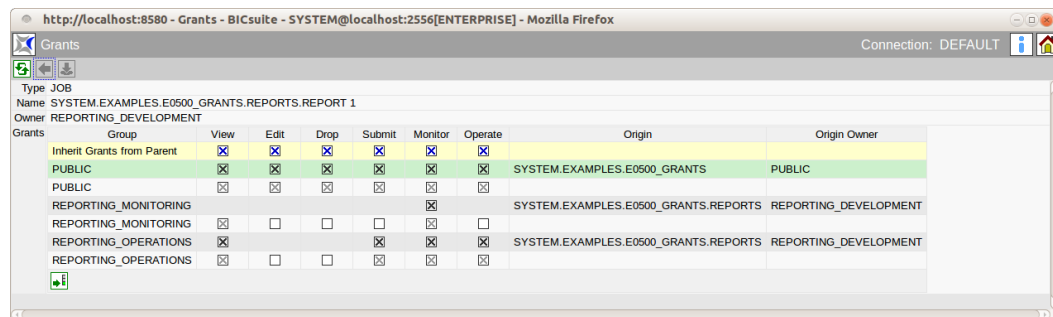 http://localhost:8580 - Grants - BICsuite - SYSTEM@localhost:2556[ENTERPRISE] - Mozilla Firefox
Grants Connection: DEFAULT
Type JOB
Name SYSTEM.EXAMPLES.E0500_GRANTS.REPORTS.REPORT 1
Owner REPORTING_DEVELOPMENT
Grants Group View Edit Drop Submit Monitor Operate Origin Origin Owner
Inherit Grants from Parent
PUBLIC SYSTEM.EXAMPLES.E0500_GRANTS PUBLIC
PUBLIC
REPORTING_MONITORING SYSTEM.EXAMPLES.E0500_GRANTS.REPORTS REPORTING_DEVELOPMENT
REPORTING_MONITORING
REPORTING_OPERATIONS SYSTEM.EXAMPLES.E0500_GRANTS.REPORTS REPORTING_DEVELOPMENT
REPORTING_OPERATIONS